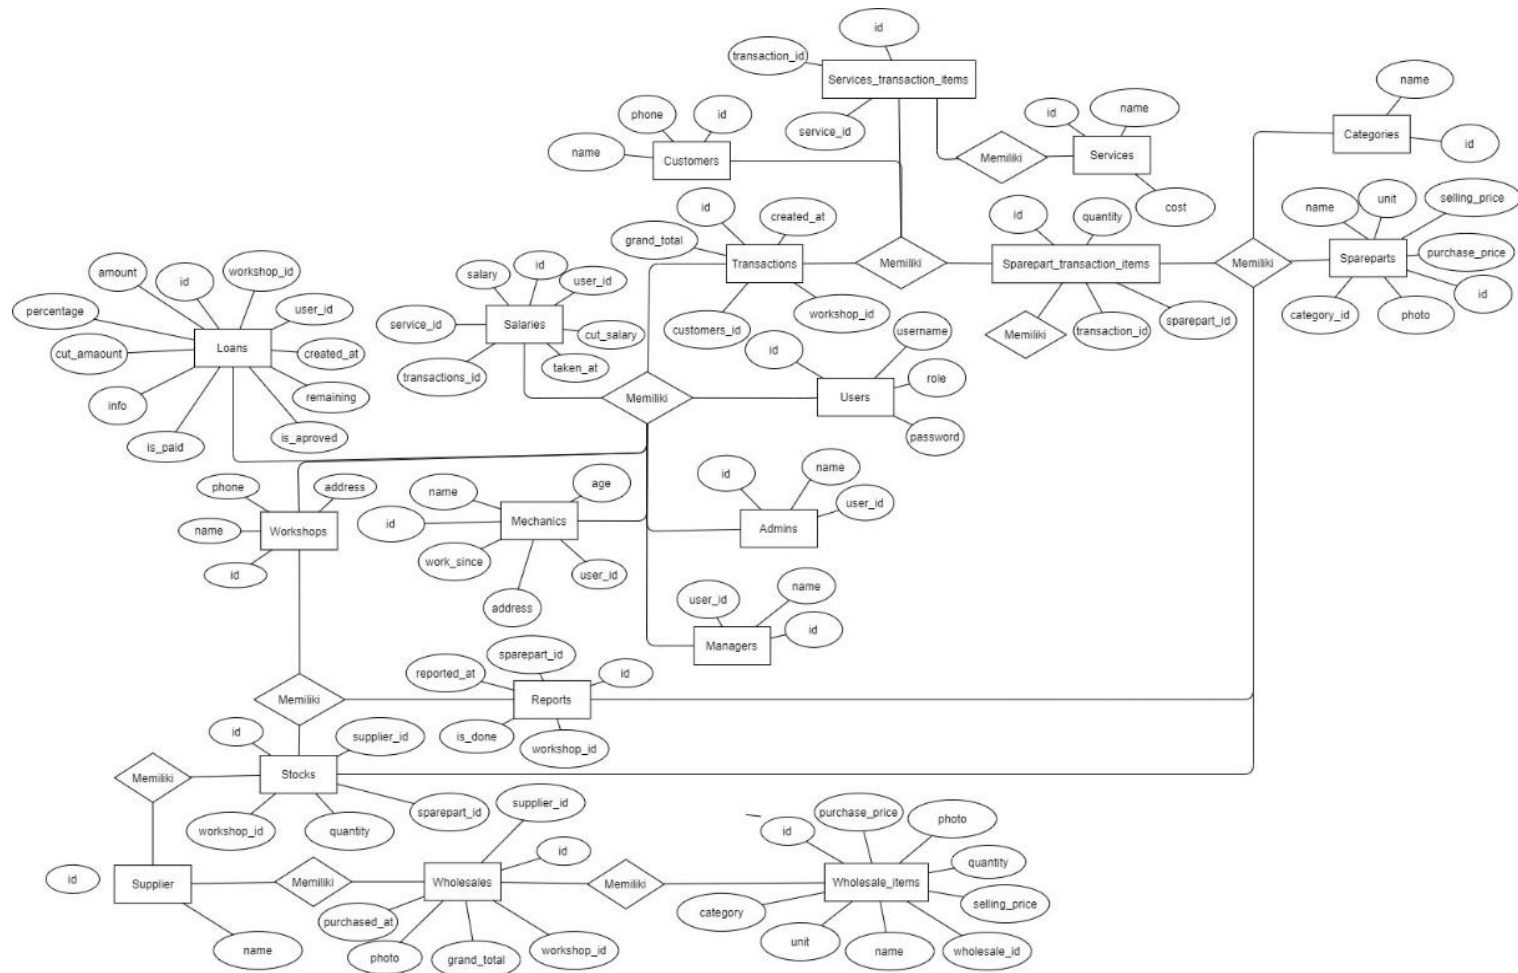 id
transaction_id
Services_transaction_items
service_id
name
Categories
id
phone
id
name
Customers
id
name
Memiliki
Services
cost
id
created_at
grand_total
Transactions
customers_id
workshop_id
Memiliki
id
quantity
Sparepart_transaction_items
Memiliki
transaction_id
sparepart_id
Memiliki
name
unit
selling_price
Spareparts
purchase_price
id
category_id
photo
amount
id
workshop_id
percentage
user_id
Loans
cut_amaount
created_at
info
remaining
is_paid
is_aproved
salary
id
user_id
service_id
Salaries
cut_salary
transactions_id
taken_at
Memiliki
id
username
role
Users
password
phone
address
name
Workshops
id
name
age
id
Mechanics
work_since
user_id
address
id
name
user_id
Admins
user_id
name
id
Managers
sparepart_id
reported_at
id
Memiliki
Reports
is_done
workshop_id
id
supplier_id
Memiliki
Stocks
sparepart_id
workshop_id
quantity
id
Supplier
name
Memiliki
supplier_id
id
Wholesales
purchased_at
photo
grand_total
workshop_id
Memiliki
id
purchase_price
photo
quantity
Wholesale_items
category
selling_price
unit
name
wholesale_id